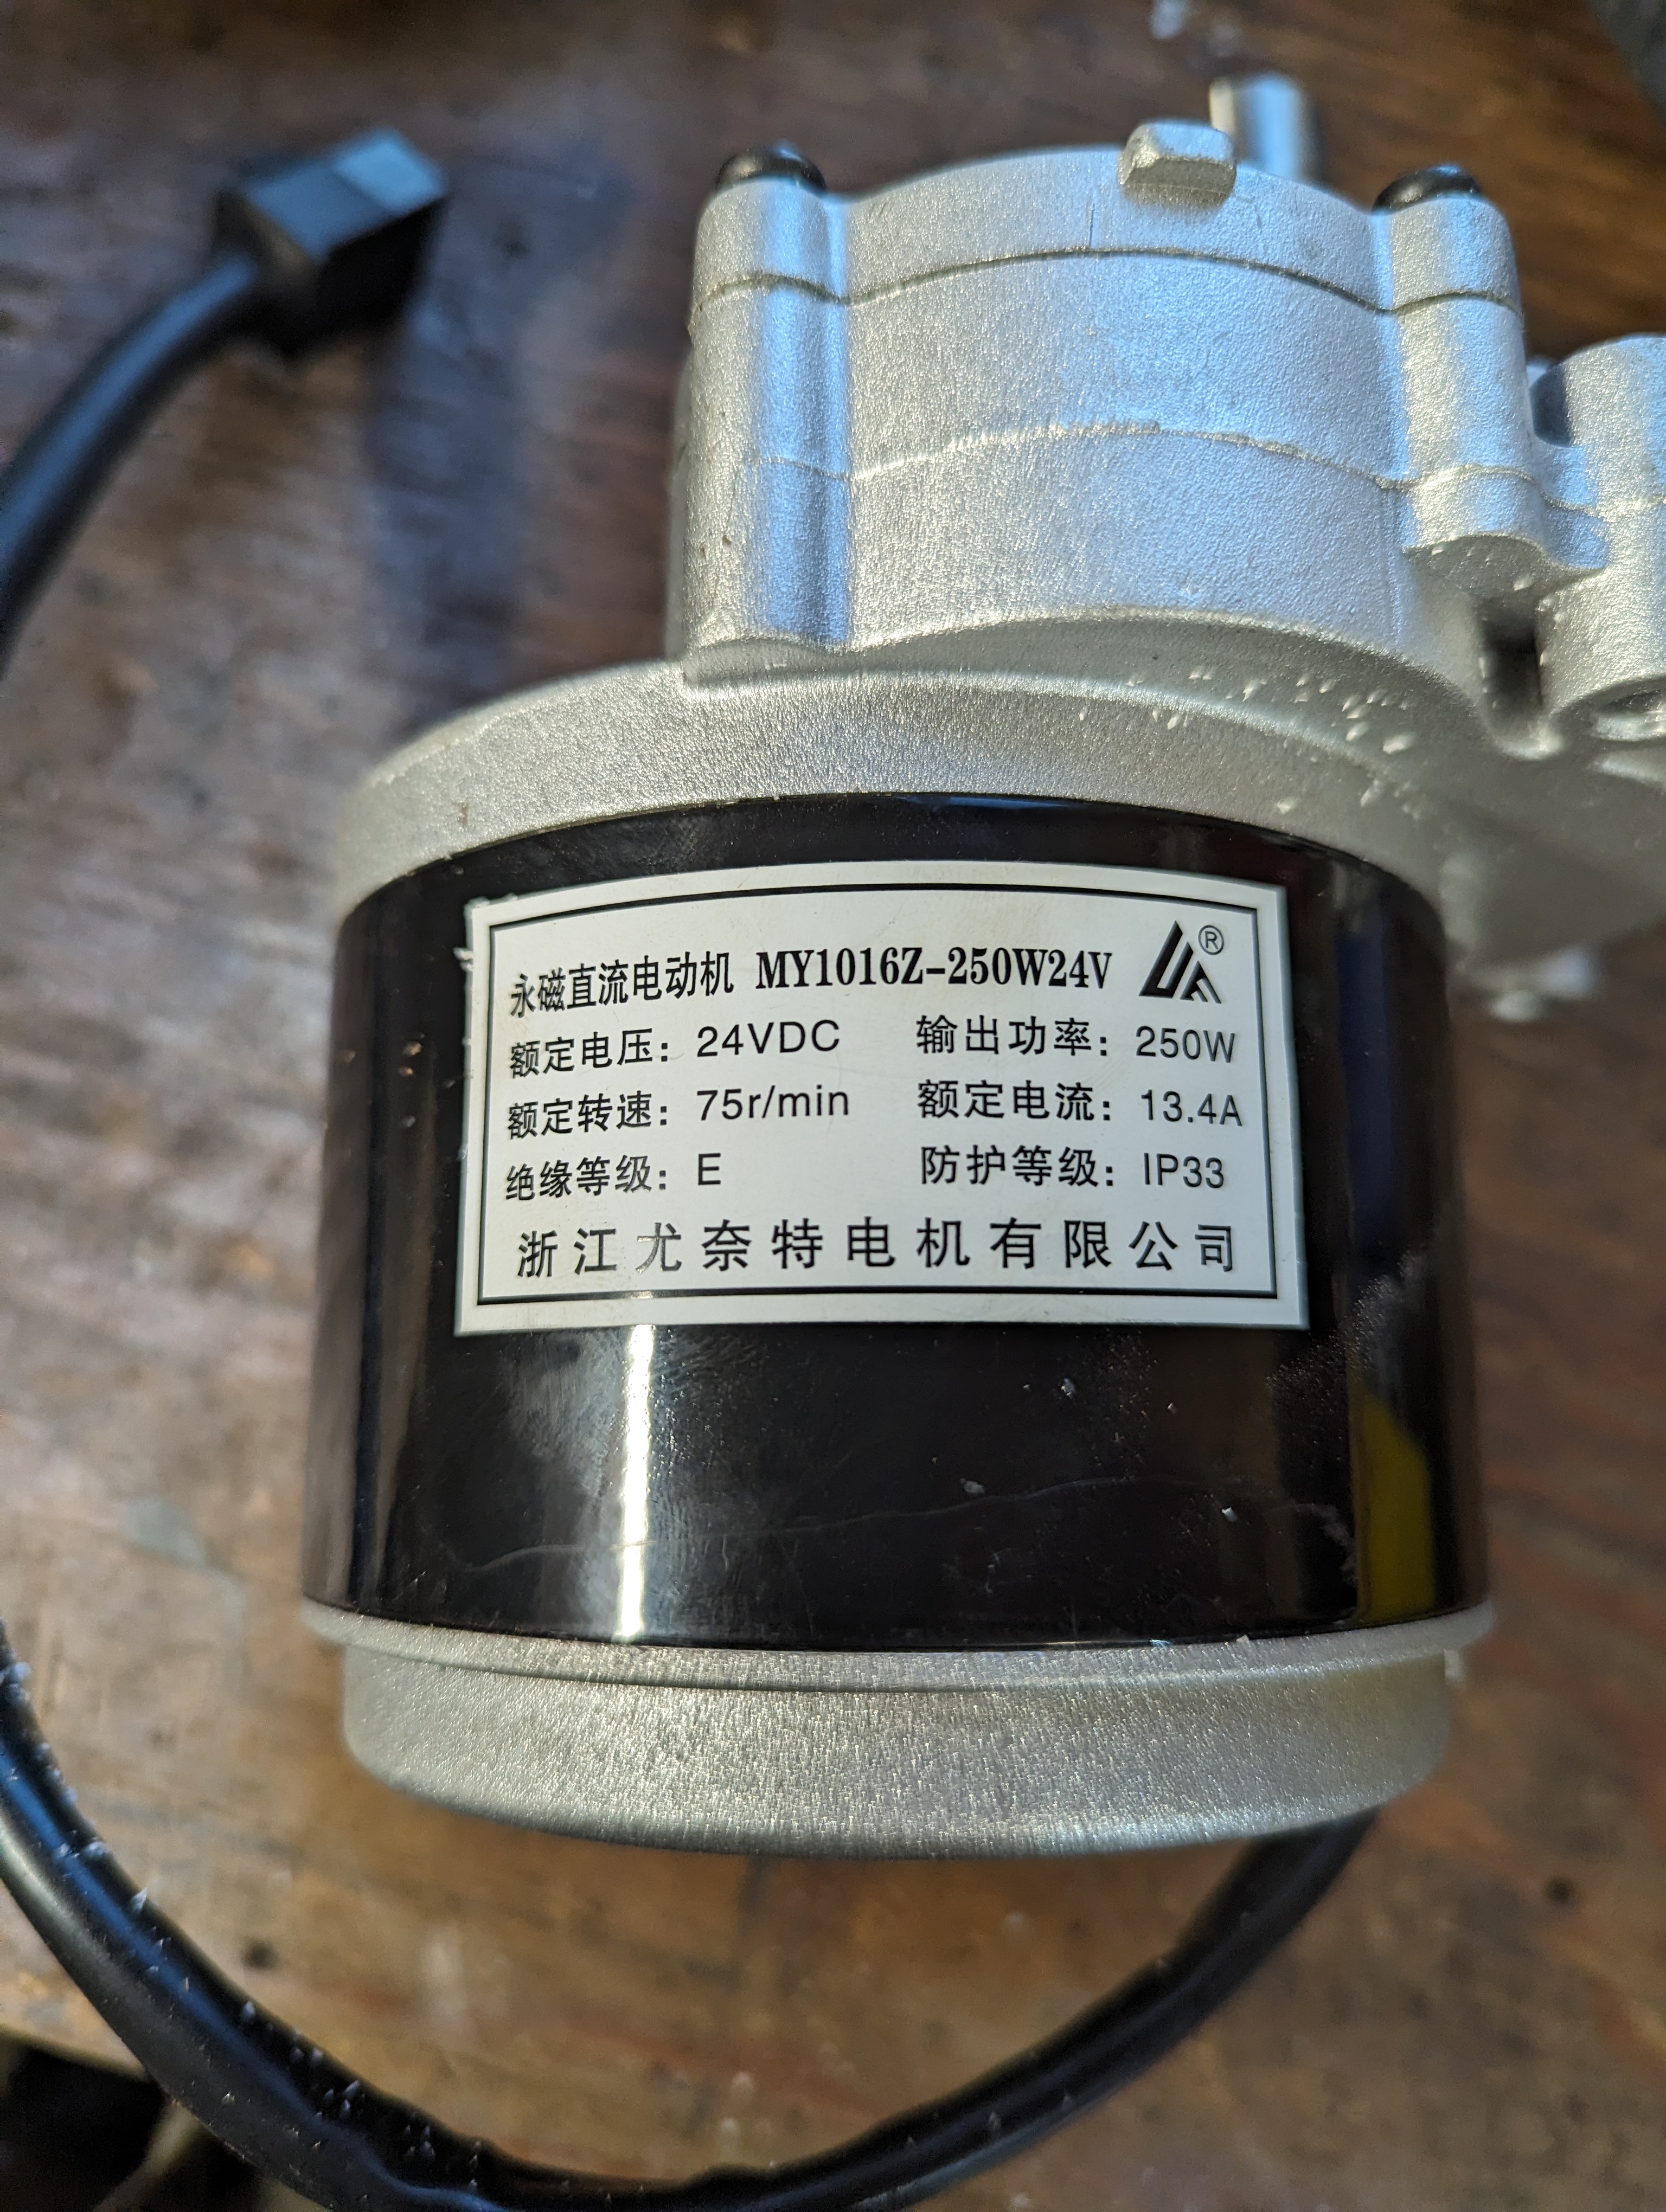 永磁直流电动机 MY1016Z-250W24V ®
额定电压: 24VDC 输出功率: 250W
额定转速: 75r/min 额定电流: 13.4A
绝缘等级: E 防护等级: IP33
浙江尤奈特电机有限公司